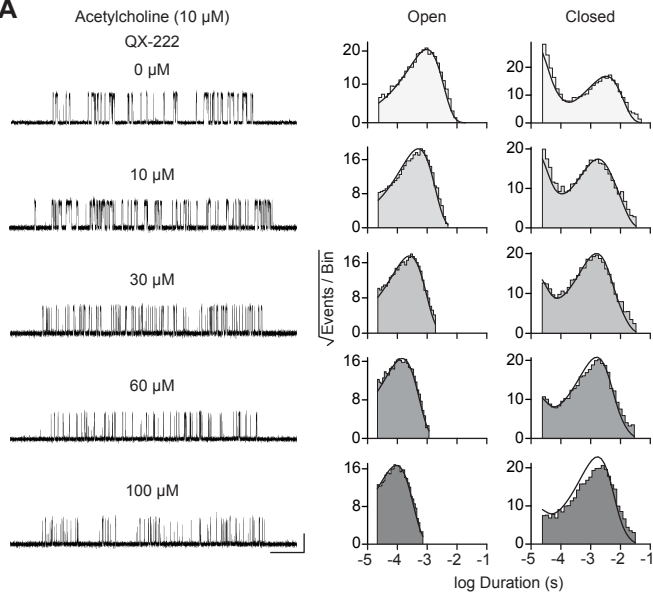 A
Acetylcholine (10 µM)
QX-222
0 µM
10 µM
30 µM
60 µM
100 µM
Open
Closed
√Events / Bin
20
10
0
20
10
0
16
8
0
20
10
0
16
8
0
20
10
0
16
8
0
20
10
0
16
8
0
20
10
0
-5 -4 -3 -2 -1
-5 -4 -3 -2 -1
log Duration (s)